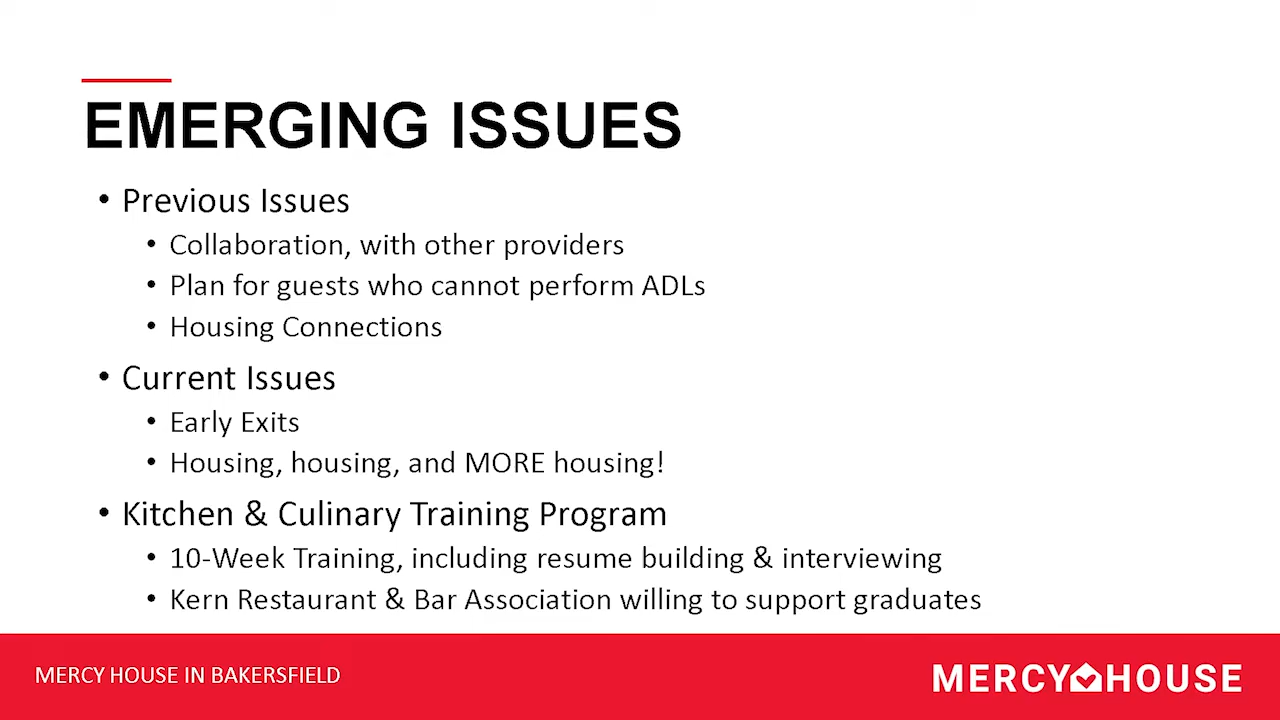 EMERGING ISSUES
• Previous Issues
• Collaboration, with other providers
• Plan for guests who cannot perform ADLs
• Housing Connections
• Current Issues
• Early Exits
• Housing, housing, and MORE housing!
• Kitchen & Culinary Training Program
• 10-Week Training, including resume building & interviewing
• Kern Restaurant & Bar Association willing to support graduates
MERCY HOUSE IN BAKERSFIELD
MERCY HOUSE